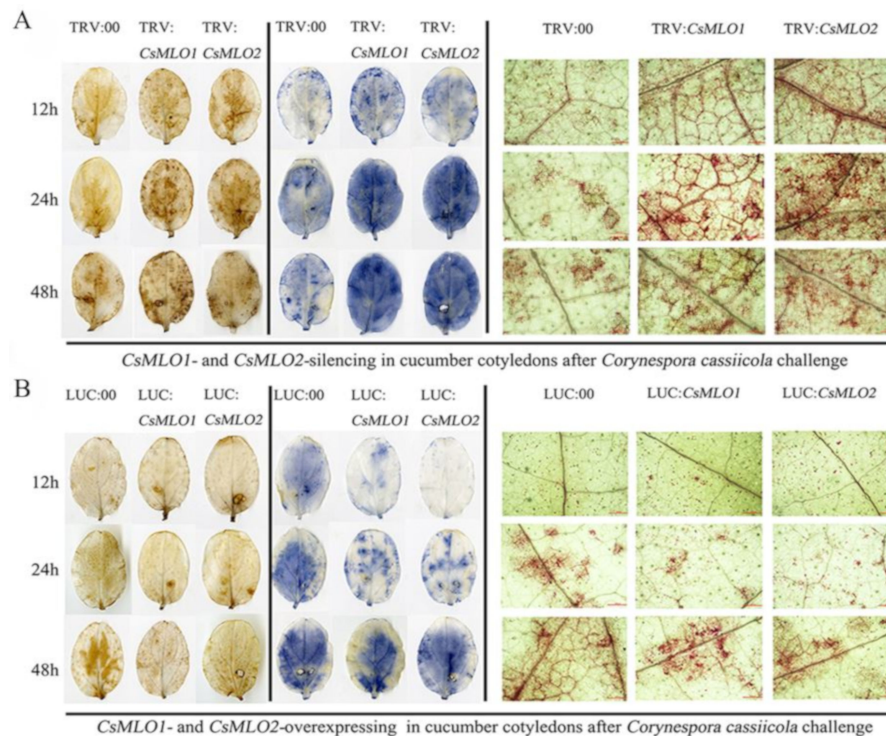 A
TRV:00 TRV: TRV: TRV:00 TRV: TRV: TRV:00 TRV:CsMLO1 TRV:CsMLO2
CsMLO1 CsMLO2 CsMLO1 CsMLO2
12h
24h
48h
CsMLO1- and CsMLO2-silencing in cucumber cotyledons after Corynespora cassiicola challenge
B
LUC:00 LUC: LUC: LUC:00 LUC: LUC: LUC:00 LUC:CsMLO1 LUC:CsMLO2
CsMLO1 CsMLO2 CsMLO1 CsMLO2
12h
24h
48h
CsMLO1- and CsMLO2-overexpressing in cucumber cotyledons after Corynespora cassiicola challenge